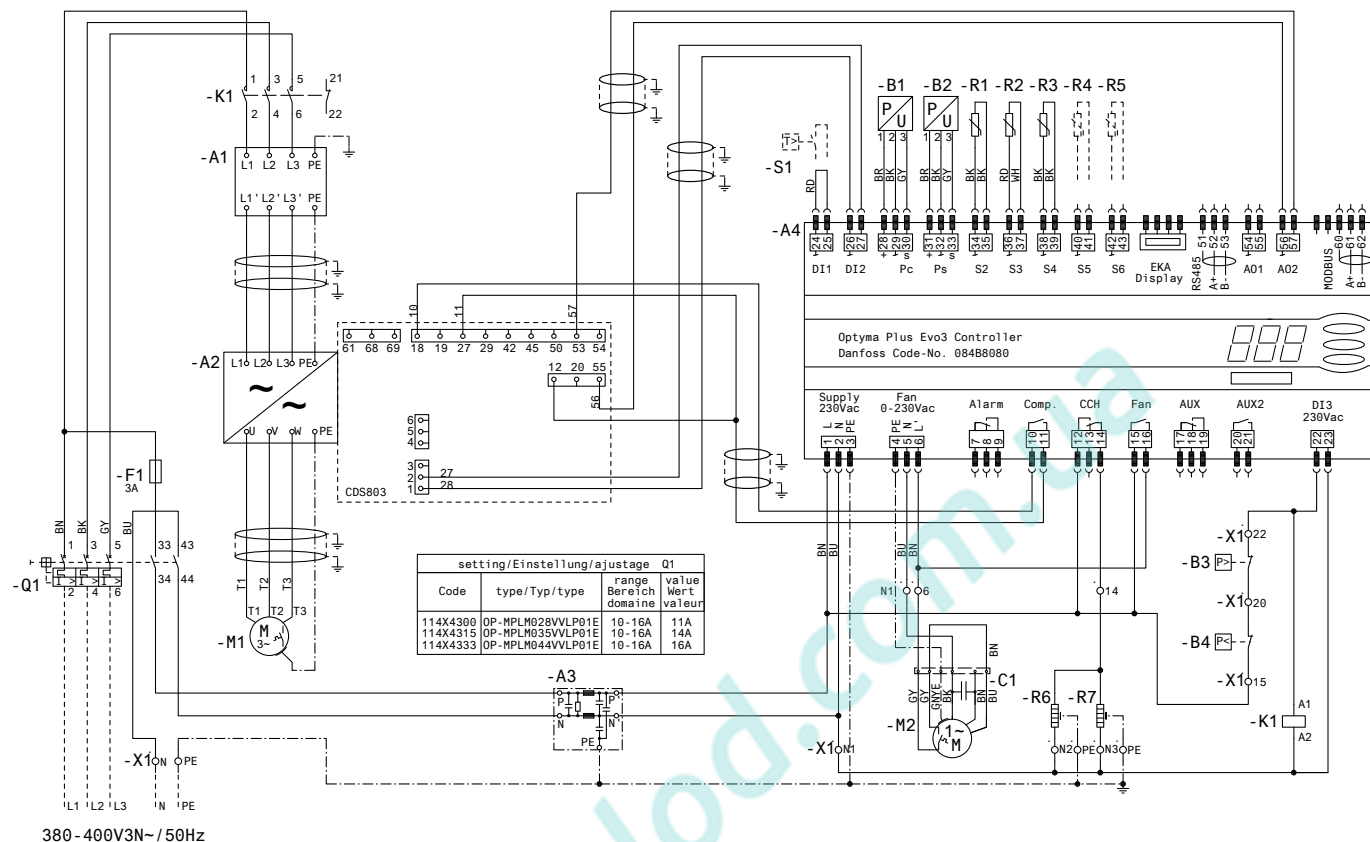 1 3 5 21
-K1
2 4 6 22
-A1
L1 L2 L3 PE
L1' L2' L3' PE
-A2
L1 L2 L3 PE
~
~
U V W PE
-F1
3A
BN BK GY BU
1 3 5 33 43
-Q1
I> I> I>
2 4 6 34 44
T1 T2 T3
T1 T2 T3
-M1
M
3~
-X1 N PE
L1 L2 L3 N PE
380-400V3N~/50Hz
10 11 57
61 68 69 18 19 27 29 42 45 50 53 54
12 20 55
56
6
5
4
3
2 27
1 28
CDS803
setting/Einstellung/ajustage Q1
Code type/Typ/type range Bereich domaine value Wert valeur
114X4300 OP-MPLM028VVLP01E 10-16A 11A
114X4315 OP-MPLM035VVLP01E 10-16A 14A
114X4333 OP-MPLM044VVLP01E 10-16A 16A
-A3
P P'
N N'
PE
-B1 -B2 -R1 -R2 -R3 -R4 -R5
P U P U
T>
-S1
1 2 3 1 2 3
RD BR BK GY BR BK GY BK BK RD WH BK BK
-A4
24 25 26 27 28 29 30 31 32 33 34 35 36 37 38 39 40 41 42 43 51 52 53 54 55 56 57 60 61 62
+ + - s + - s + -
DI1 DI2 Pc Ps S2 S3 S4 S5 S6 EKA Display RS485 A+ B- AO1 AO2 MODBUS A+ B-
Optyma Plus Evo3 Controller
Danfoss Code-No. 084B8080
Supply 230Vac
Fan 0-230Vac
Alarm Comp. CCH Fan AUX AUX2
DI3 230Vac
L N PE PE N L'
1 2 3 4 5 6 7 8 9 10 11 12 13 14 15 16 17 18 19 20 21 22 23
BN BU BU BN
N1 6 14
BN
-C1
GY GY GNYE BK BN BU
-M2
1~
M
-X1 N1
-R6 -R7
N2 PE N3 PE
-X1 22
-B3 P>
-X1 20
-B4 P<
-X1 15
-K1
A1
A2
lod.com.ua